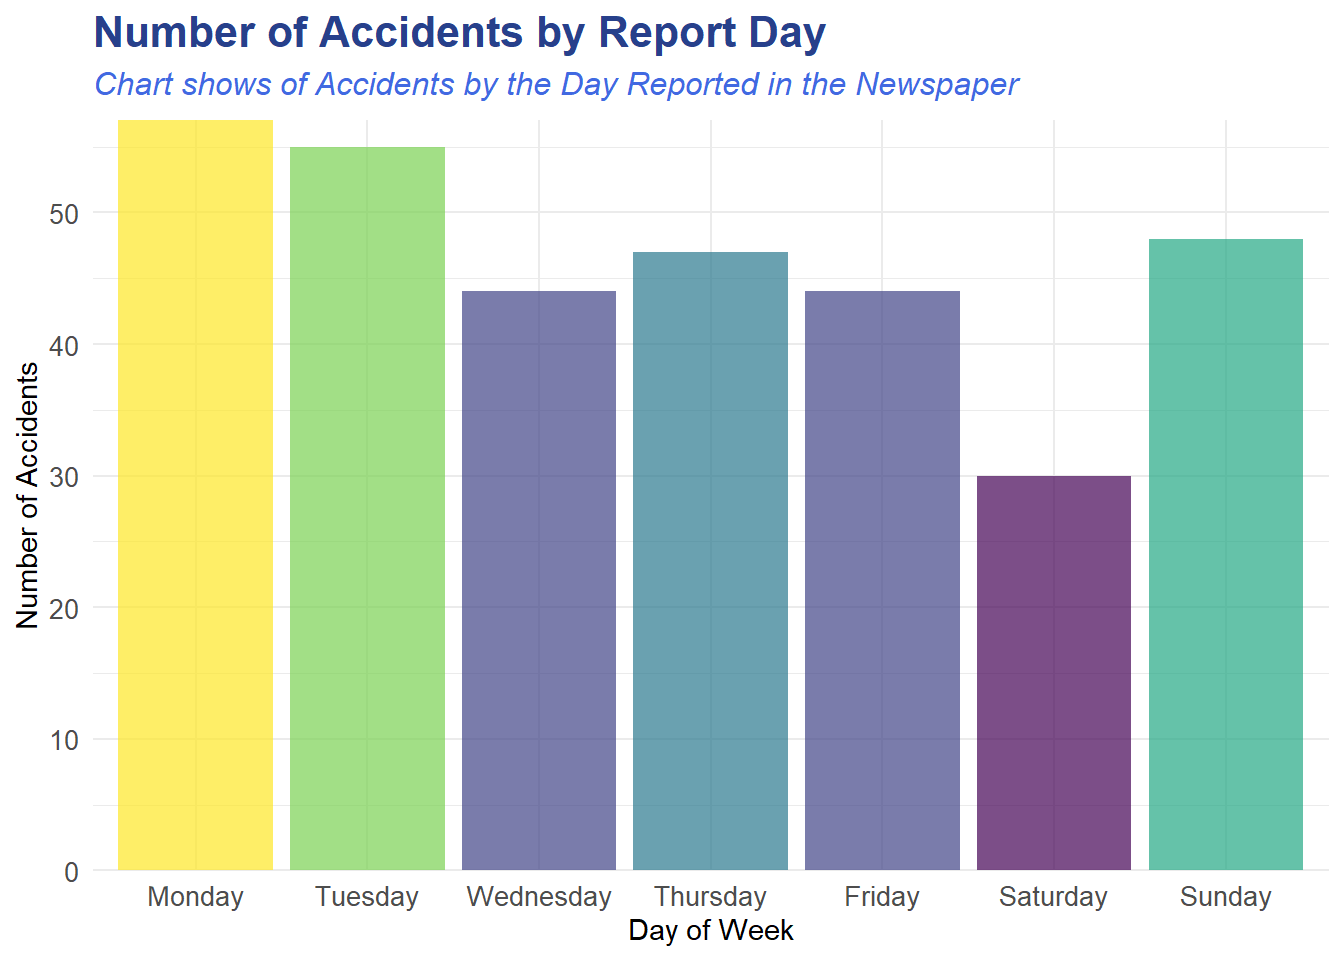 Number of Accidents by Report Day
Chart shows of Accidents by the Day Reported in the Newspaper
Number of Accidents
50
40
30
20
10
0
Monday Tuesday Wednesday Thursday Friday Saturday Sunday
Day of Week